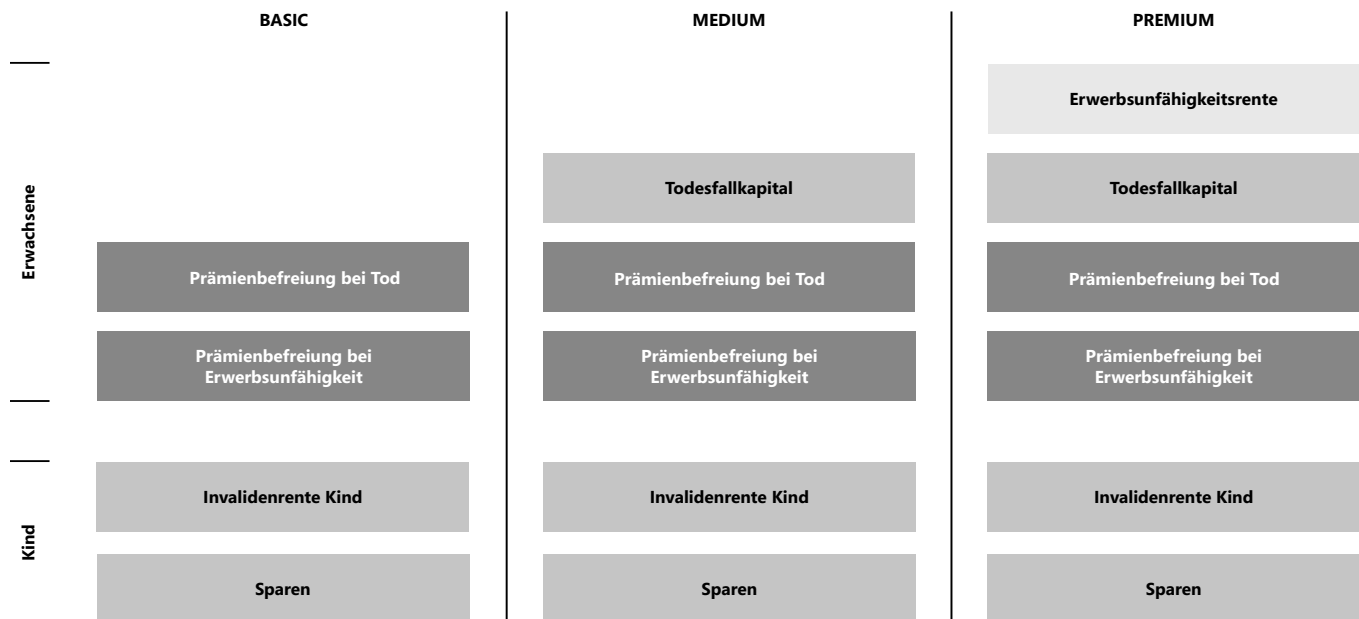 BASIC
MEDIUM
PREMIUM
Erwachsene
Erwerbsunfähigkeitsrente
Todesfallkapital
Todesfallkapital
Prämienbefreiung bei Tod
Prämienbefreiung bei Tod
Prämienbefreiung bei Tod
Prämienbefreiung bei
Erwerbsunfähigkeit
Prämienbefreiung bei
Erwerbsunfähigkeit
Prämienbefreiung bei
Erwerbsunfähigkeit
Kind
Invalidenrente Kind
Invalidenrente Kind
Invalidenrente Kind
Sparen
Sparen
Sparen